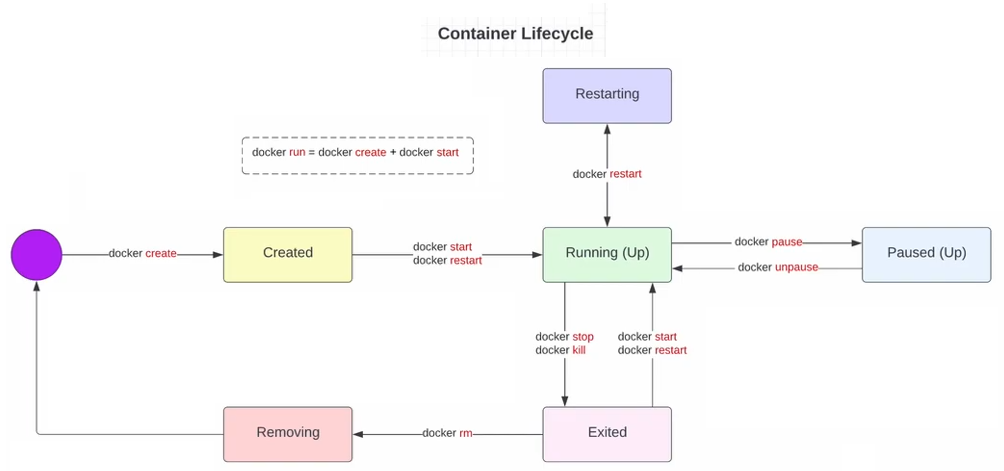 Container Lifecycle
Restarting
docker run = docker create + docker start
docker restart
docker create
Created
docker start
docker restart
Running (Up)
docker pause
docker unpause
Paused (Up)
docker stop
docker kill
docker start
docker restart
Removing
docker rm
Exited